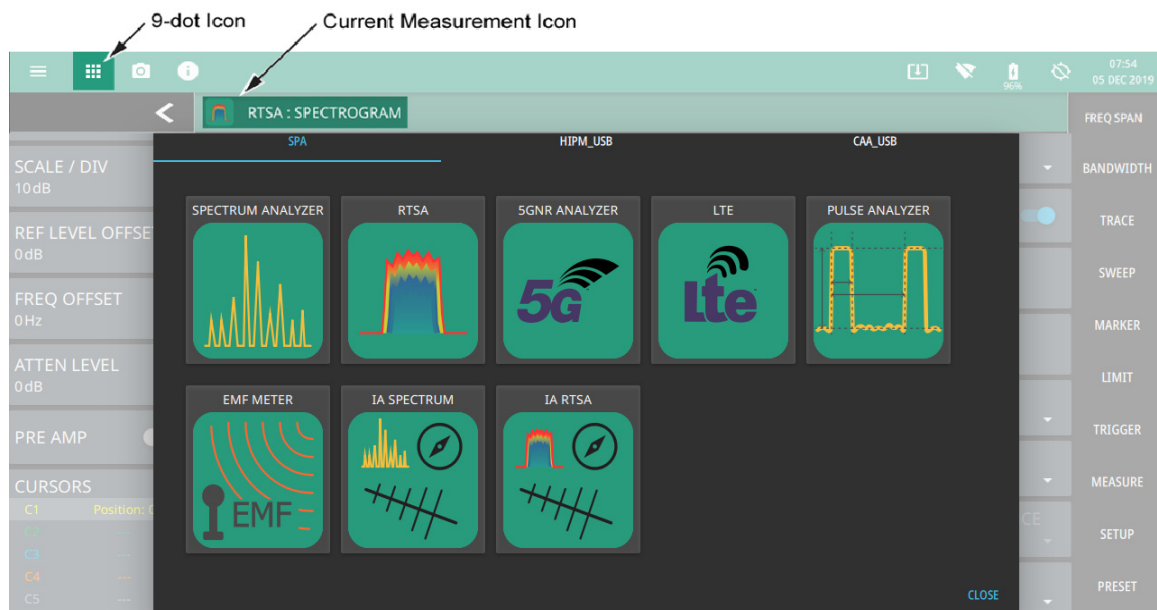 9-dot Icon
Current Measurement Icon
96%
07:54
05 DEC 2019
RTSA : SPECTROGRAM
FREQ SPAN
SPA
HIPM_USB
CAA_USB
SCALE / DIV
10 dB
BANDWIDTH
SPECTRUM ANALYZER
RTSA
5GNR ANALYZER
LTE
PULSE ANALYZER
REF LEVEL OFFSE
0 dB
TRACE
5G
Lte
FREQ OFFSET
0 Hz
SWEEP
MARKER
ATTEN LEVEL
0 dB
LIMIT
EMF METER
IA SPECTRUM
IA RTSA
PRE AMP
TRIGGER
EMF
CURSORS
MEASURE
C1
Position:
C2
CE
C3 ---
SETUP
C4 ---
C5 ---
PRESET
CLOSE